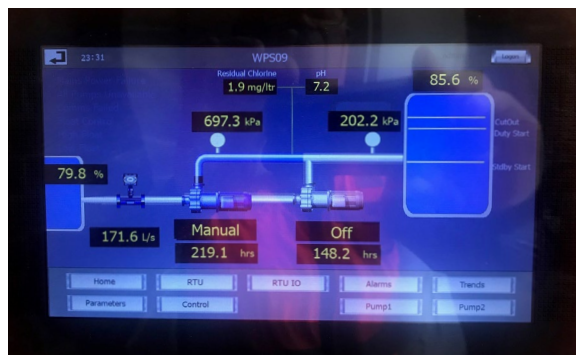 23:31
WPS09
Logon
Residual Chlorine
pH
1.9 mg/ltr
7.2
85.6 %
697.3 kPa
202.2 kPa
CutOut
Duty Start
Stdby Start
79.8 %
171.6 L/s
Manual
Off
219.1 hrs
148.2 hrs
Home
RTU
RTU IO
Alarms
Trends
Parameters
Control
Pump1
Pump2